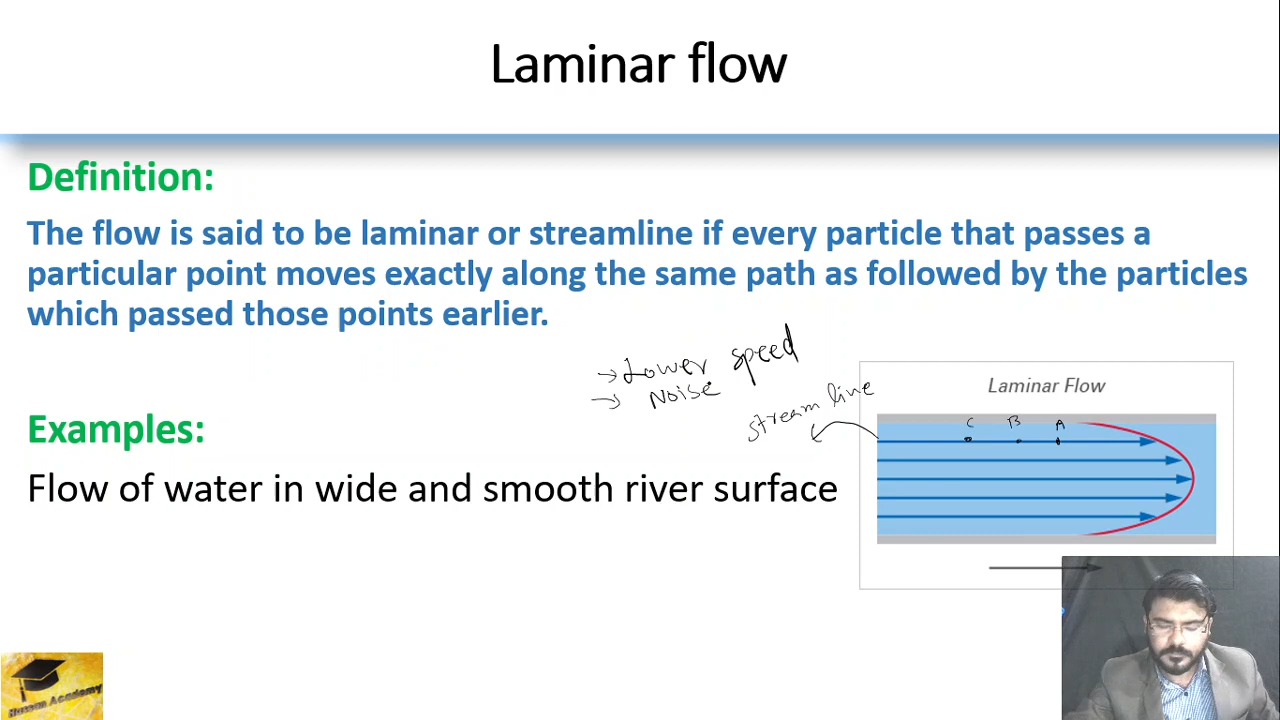 Laminar flow
Definition:
The flow is said to be laminar or streamline if every particle that passes a
particular point moves exactly along the same path as followed by the particles
which passed those points earlier.
→ Lower speed
→ Noise
stream line
Examples:
Flow of water in wide and smooth river surface
Laminar Flow
C B A
Hassan Academy